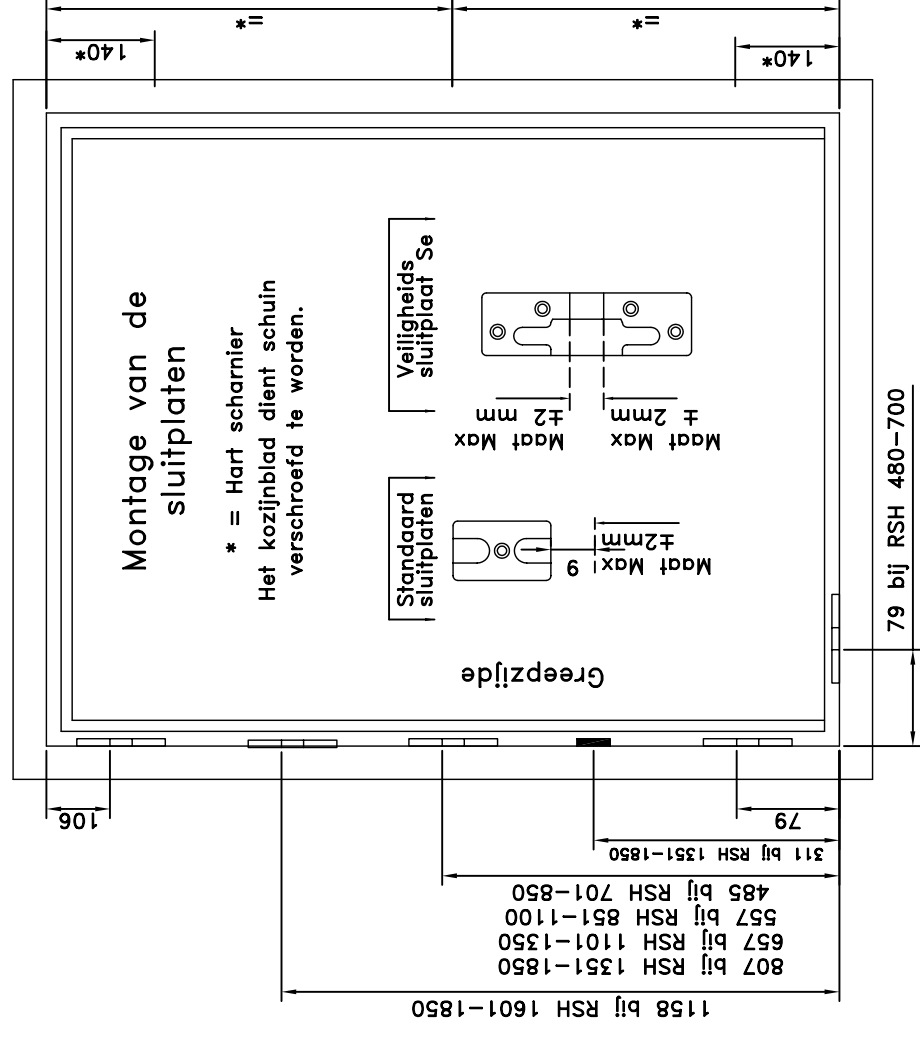 =*
=*
140*
140*
Montage van de
sluitplaten
* = Hart scharnier
Het kozijnblad dient schuin
verschroefd te worden.
Veiligheids
sluitplaat Se
Maat Max
±2 mm
Maat Max
± 2mm
Standaard
sluitplaten
9
Maat Max
±2mm
Greepzijde
79 bij RSH 480-700
106
79
311 bij RSH 1351-1850
485 bij RSH 701-850
557 bij RSH 851-1100
657 bij RSH 1101-1350
807 bij RSH 1351-1850
1158 bij RSH 1601-1850